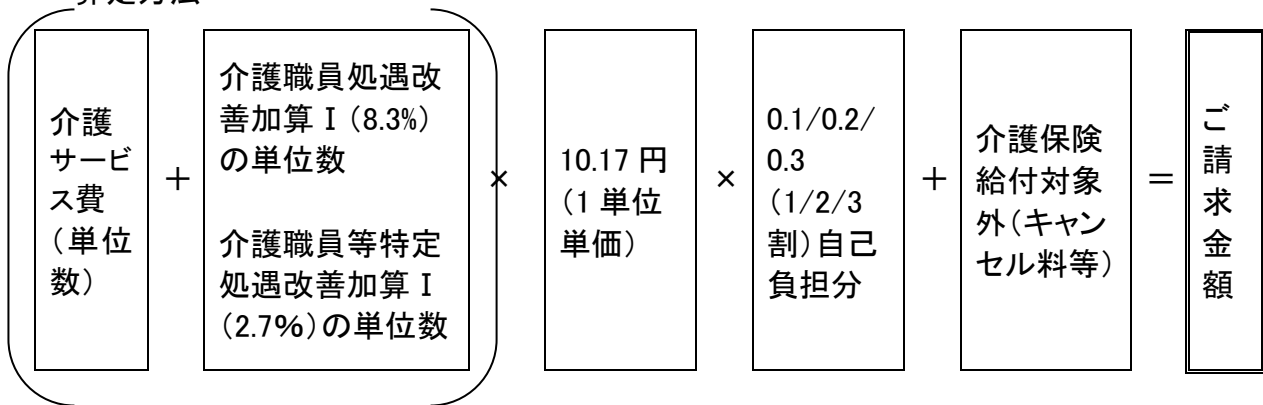 算定方法
介護
サービ
ス費
(単位
数)
＋
介護職員処遇改
善加算Ⅰ(8.3%)
の単位数
介護職員等特定
処遇改善加算Ⅰ
(2.7%)の単位数
×
10.17円
(1単位
単価)
×
0.1/0.2/
0.3
(1/2/3
割)自己
負担分
＋
介護保険
給付対象
外(キャン
セル料等)
＝
ご
請
求
金
額